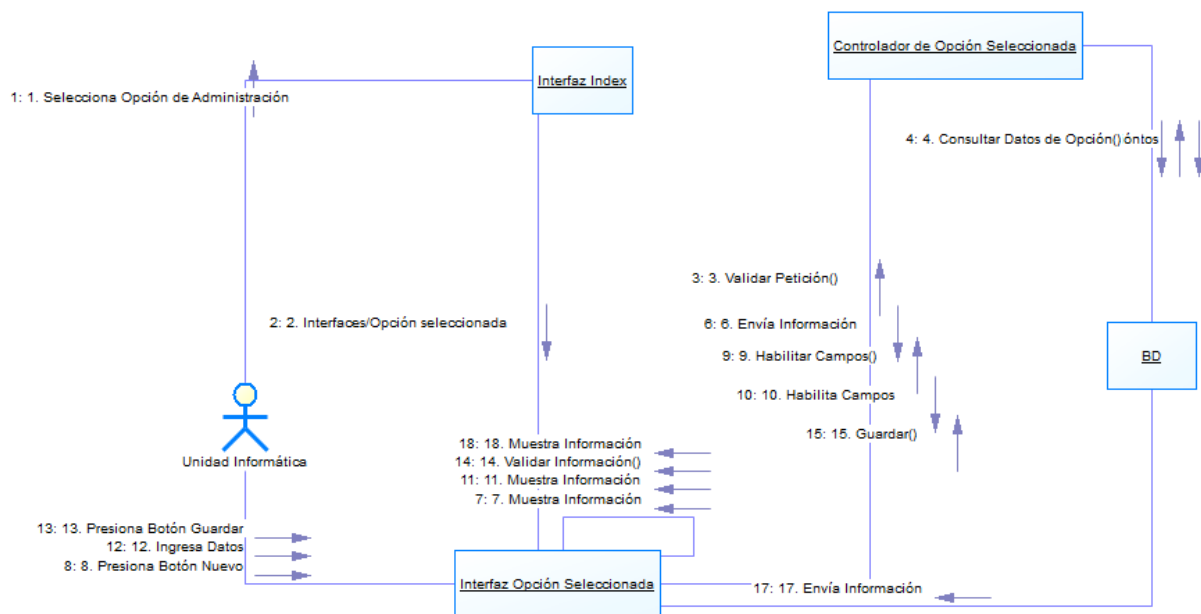 Controlador de Opción Seleccionada
Interfaz Index
1: 1. Selecciona Opción de Administración
4: 4. Consultar Datos de Opción() óntos
3: 3. Validar Petición()
2: 2. Interfaces/Opción seleccionada
6: 6. Envía Información
9: 9. Habilitar Campos()
BD
10: 10. Habilita Campos
15: 15. Guardar()
18: 18. Muestra Información
Unidad Informática
14: 14. Validar Información()
11: 11. Muestra Información
7: 7. Muestra Información
13: 13. Presiona Botón Guardar
12: 12. Ingresa Datos
8: 8. Presiona Botón Nuevo
Interfaz Opción Seleccionada
17: 17. Envía Información